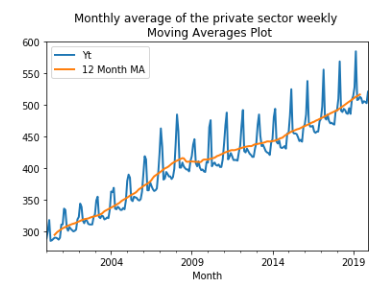 Monthly average of the private sector weekly
Moving Averages Plot
Yt
12 Month MA
600
550
500
450
400
350
300
2004
2009
2014
2019
Month